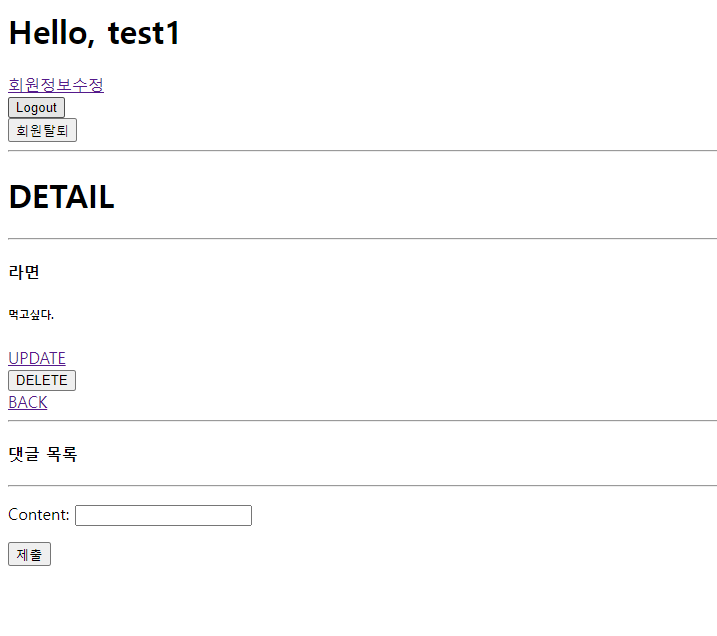 Hello, test1
회원정보수정
Logout
회원탈퇴
DETAIL
라면
먹고싶다.
UPDATE
DELETE
BACK
댓글 목록
Content:
제출